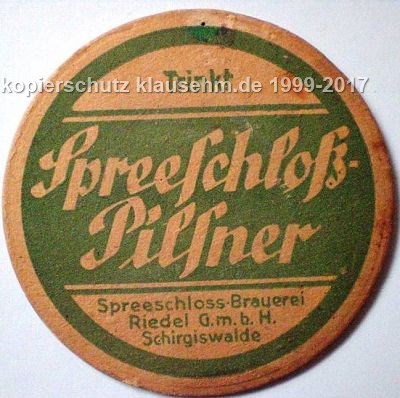 Trinkt
kopierschutz klausehm.de 1999-2017
Spreeſchloß-
Pilſner
Spreeschloss-Brauerei
Riedel G.m.b.H.
Schirgiswalde